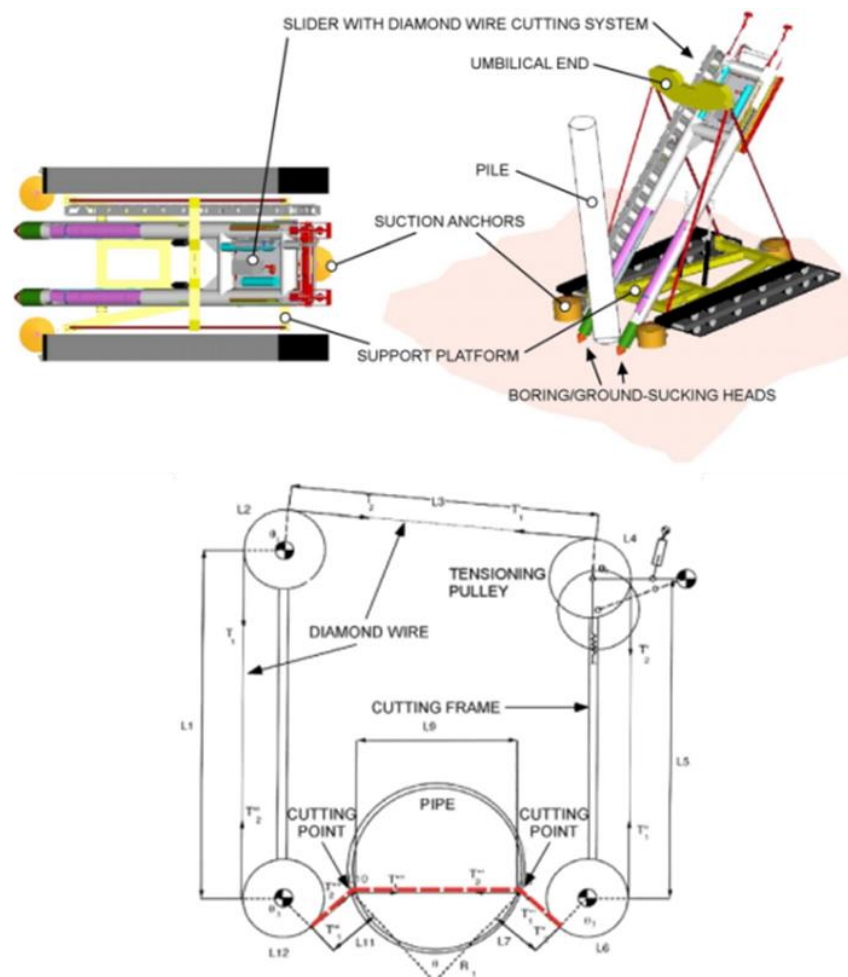 SLIDER WITH DIAMOND WIRE CUTTING SYSTEM
UMBILICAL END
PILE
SUCTION ANCHORS
SUPPORT PLATFORM
BORING/GROUND-SUCKING HEADS
L2
L3
T₁
L4
TENSIONING
PULLEY
T₁
DIAMOND WIRE
L1
CUTTING FRAME
L9
L5
PIPE
CUTTING
POINT
CUTTING
POINT
L12
L11
L7
R₁
L6